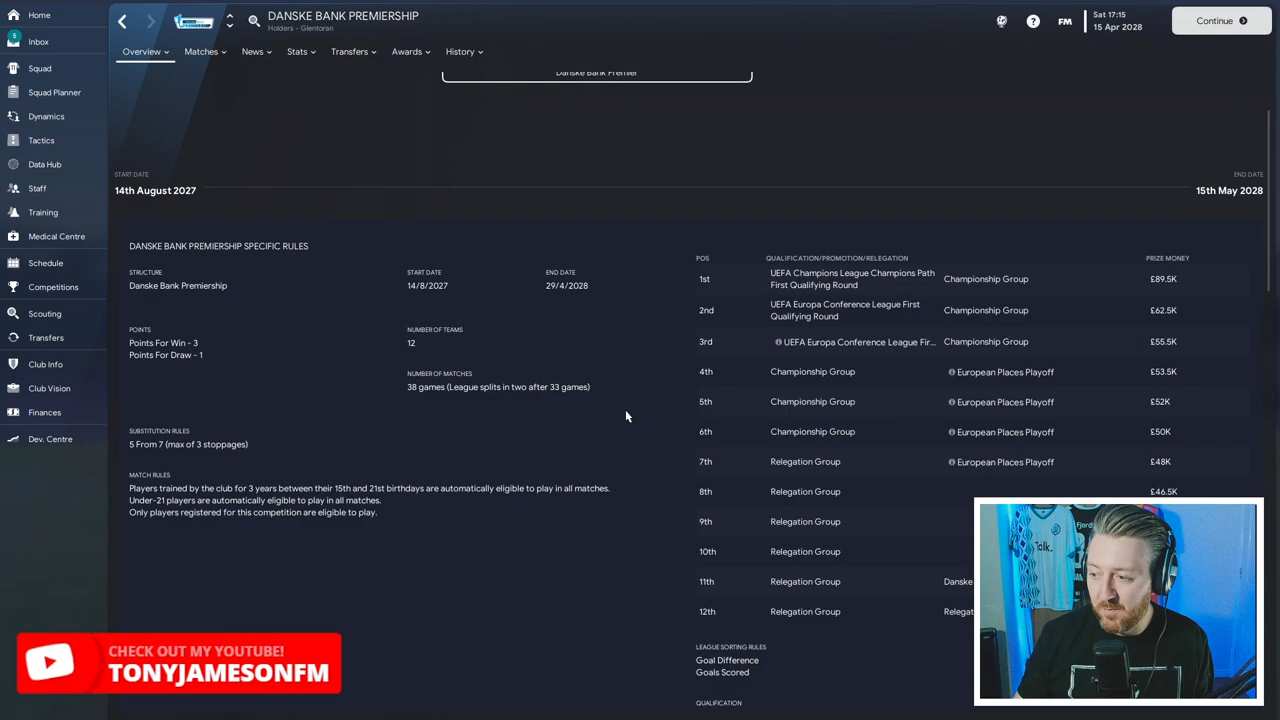 Home
5
Inbox
Squad
Squad Planner
Dynamics
Tactics
Data Hub
Staff
Training
Medical Centre
Schedule
Competitions
Scouting
Transfers
Club Info
Club Vision
Finances
Dev. Centre
PREMIERSHIP
DANSKE BANK PREMIERSHIP
Holders - Glentoran
?
FM
Sat 17:15
15 Apr 2028
Continue
Overview
Matches
News
Stats
Transfers
Awards
History
Danske Bank Premier
START DATE
14th August 2027
END DATE
15th May 2028
DANSKE BANK PREMIERSHIP SPECIFIC RULES
STRUCTURE
Danske Bank Premiership
START DATE
14/8/2027
END DATE
29/4/2028
POINTS
Points For Win - 3
Points For Draw - 1
NUMBER OF TEAMS
12
NUMBER OF MATCHES
38 games (League splits in two after 33 games)
SUBSTITUTION RULES
5 From 7 (max of 3 stoppages)
MATCH RULES
Players trained by the club for 3 years between their 15th and 21st birthdays are automatically eligible to play in all matches.
Under-21 players are automatically eligible to play in all matches.
Only players registered for this competition are eligible to play.
POS QUALIFICATION/PROMOTION/RELEGATION PRIZE MONEY
1st UEFA Champions League Champions Path First Qualifying Round Championship Group £89.5K
2nd UEFA Europa Conference League First Qualifying Round Championship Group £62.5K
3rd UEFA Europa Conference League Fir... Championship Group £55.5K
4th Championship Group European Places Playoff £53.5K
5th Championship Group European Places Playoff £52K
6th Championship Group European Places Playoff £50K
7th Relegation Group European Places Playoff £48K
8th Relegation Group £46.5K
9th Relegation Group
10th Relegation Group
11th Relegation Group Danske
12th Relegation Group Relegat
LEAGUE SORTING RULES
Goal Difference
Goals Scored
QUALIFICATION
Fjord
Talk.
CHECK OUT MY YOUTUBE!
TONYJAMESONFM